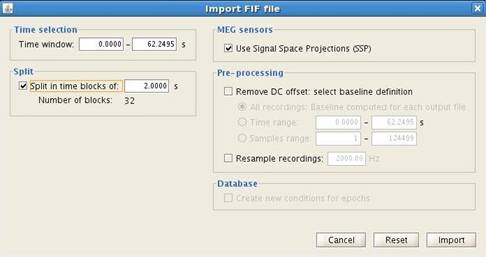 Import FIF file
Time selection
Time window: 0.0000 – 62.2495 s
Split
Split in time blocks of: 2.0000 s
Number of blocks: 32
MEG sensors
Use Signal Space Projections (SSP)
Pre-processing
Remove DC offset: select baseline definition
All recordings: Baseline computed for each output file
Time range: 0.0000 – 62.2495 s
Samples range: 1 – 124499
Resample recordings: 2000.00 Hz
Database
Create new conditions for epochs
Cancel Reset Import